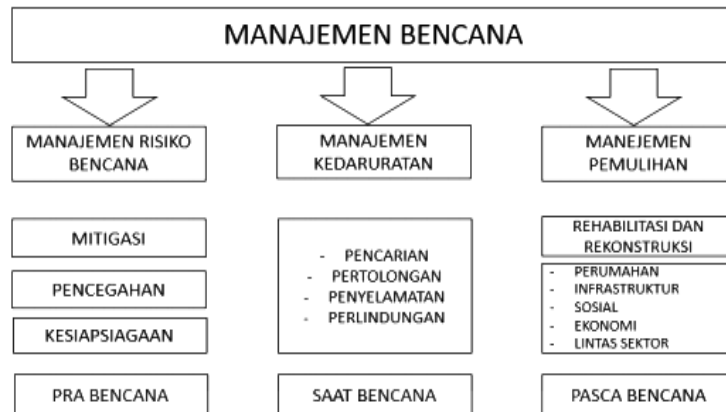 MANAJEMEN BENCANA
MANAJEMEN RISIKO
BENCANA
MANAJEMEN
KEDARURATAN
MANEJEMEN
PEMULIHAN
MITIGASI
PENCEGAHAN
KESIAPSIAGAAN
- PENCARIAN
- PERTOLONGAN
- PENYELAMATAN
- PERLINDUNGAN
REHABILITASI DAN
REKONSTRUKSI
- PERUMAHAN
- INFRASTRUKTUR
- SOSIAL
- EKONOMI
- LINTAS SEKTOR
PRA BENCANA
SAAT BENCANA
PASCA BENCANA